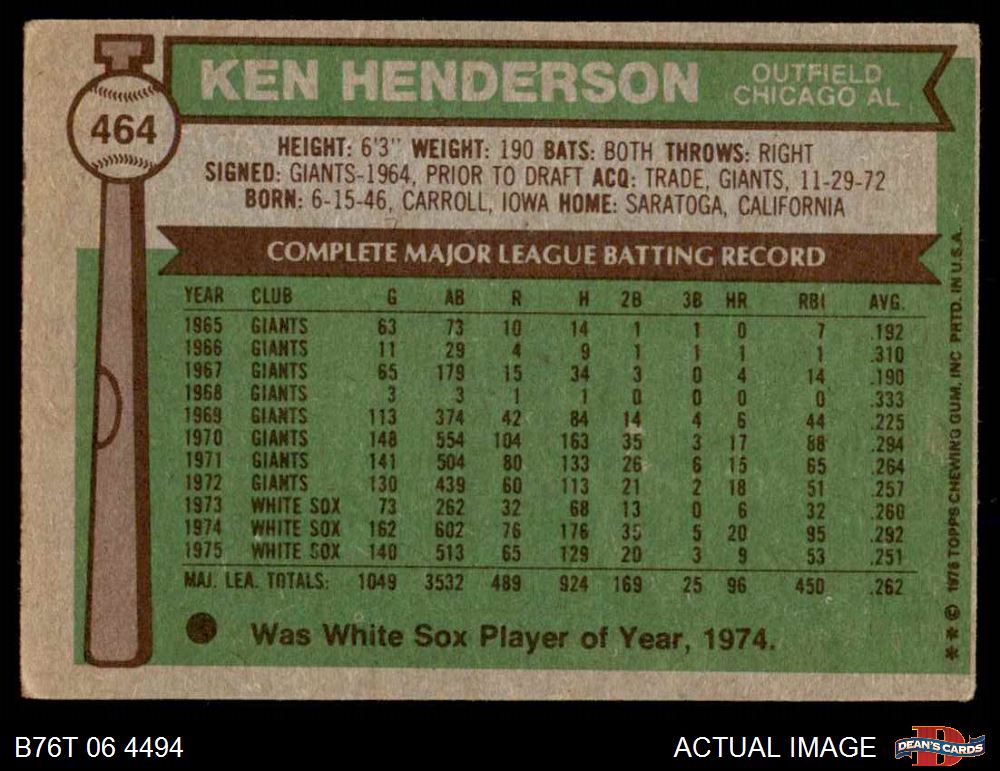 KEN HENDERSON
OUTFIELD
CHICAGO AL
464
HEIGHT: 6'3" WEIGHT: 190 BATS: BOTH THROWS: RIGHT
SIGNED: GIANTS-1964, PRIOR TO DRAFT ACQ: TRADE, GIANTS, 11-29-72
BORN: 6-15-46, CARROLL, IOWA HOME: SARATOGA, CALIFORNIA
COMPLETE MAJOR LEAGUE BATTING RECORD
YEAR CLUB G AB R H 2B 3B HR RBI AVG.
1965 GIANTS 63 73 10 14 1 1 0 7 .192
1966 GIANTS 11 29 4 9 1 1 1 1 .310
1967 GIANTS 65 179 15 34 3 0 4 14 .190
1968 GIANTS 3 3 1 1 0 0 0 0 .333
1969 GIANTS 113 374 42 84 14 4 6 44 .225
1970 GIANTS 148 554 104 163 35 3 17 88 .294
1971 GIANTS 141 504 80 133 26 6 15 65 .264
1972 GIANTS 130 439 60 113 21 2 18 51 .257
1973 WHITE SOX 73 262 32 68 13 0 6 32 .260
1974 WHITE SOX 162 602 76 176 35 5 20 95 .292
1975 WHITE SOX 140 513 65 129 20 3 9 53 .251
MAJ. LEA. TOTALS: 1049 3532 489 924 169 25 96 450 .262
Was White Sox Player of Year, 1974.
** © 1976 TOPPS CHEWING GUM, INC PRTD. IN U.S.A.
B76T 06 4494
ACTUAL IMAGE
D
DEAN'S CARDS